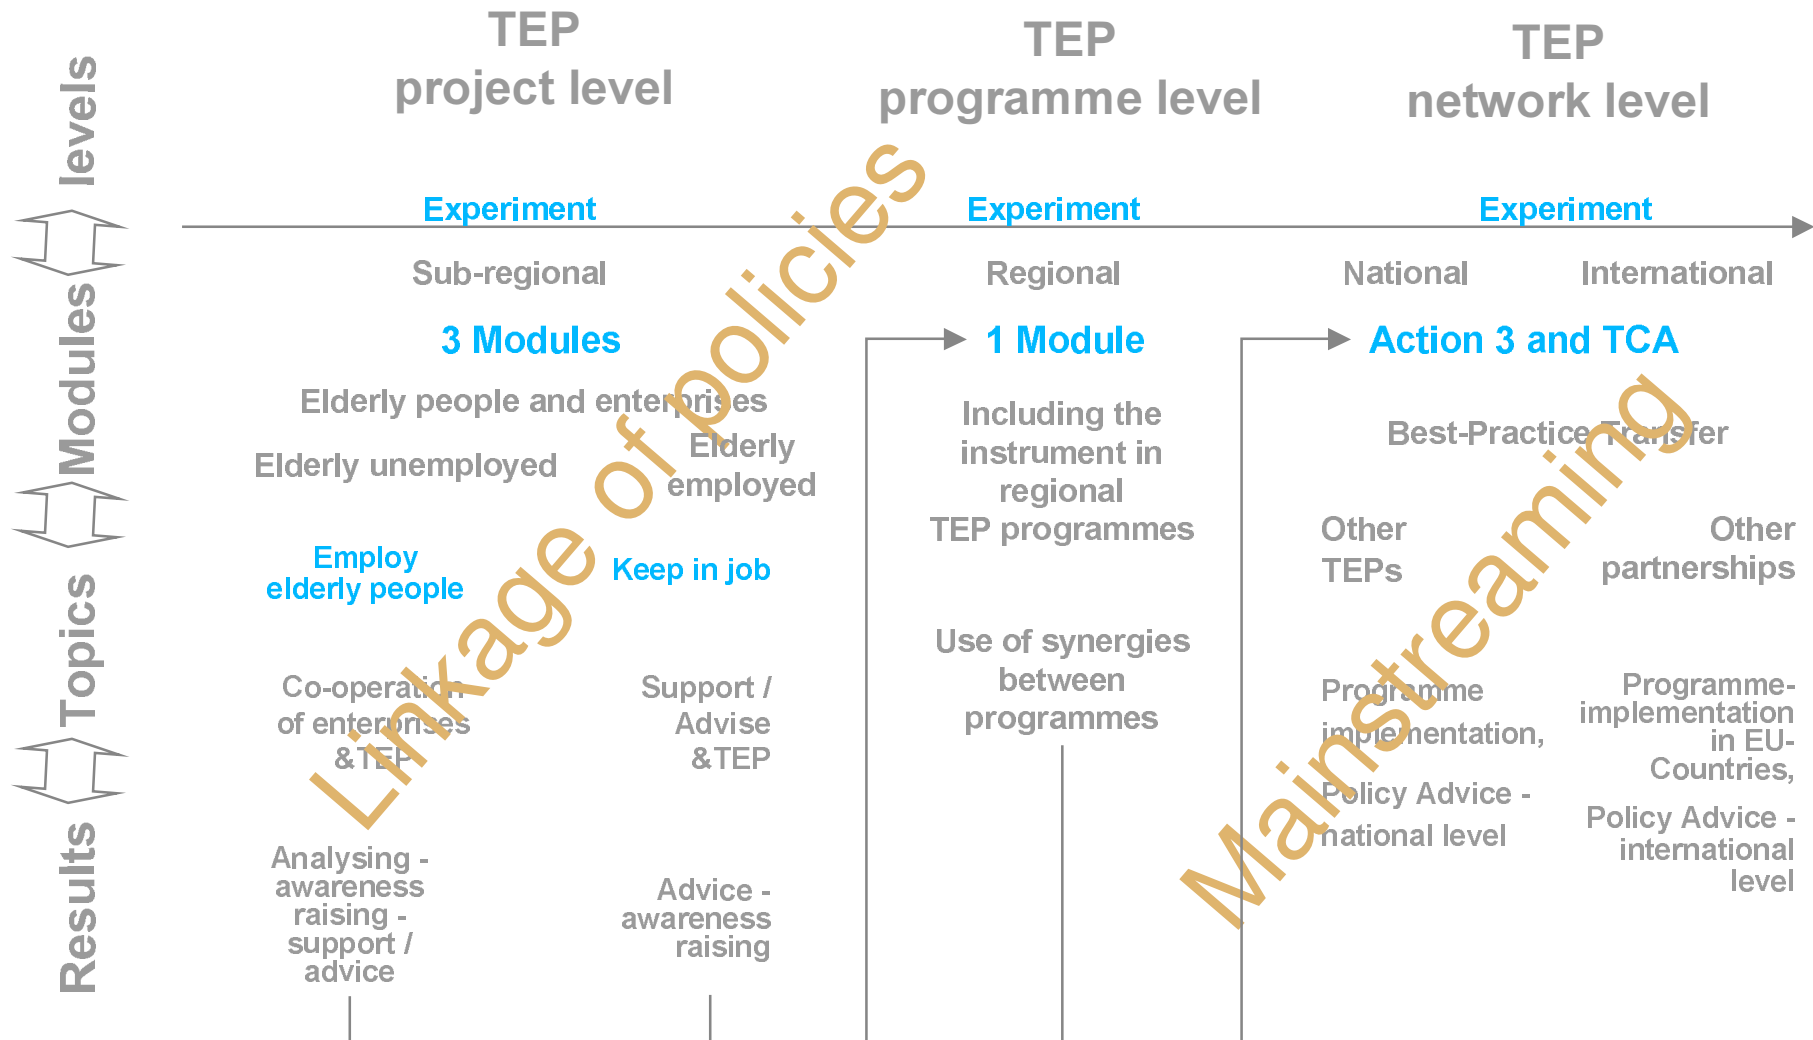 levels
Modules
Topics
Results
TEP
project level
TEP
programme level
TEP
network level
Experiment
Experiment
Experiment
Sub-regional
Regional
National
International
3 Modules
1 Module
Action 3 and TCA
Elderly people and enterprises
Elderly unemployed
Elderly
employed
Employ
elderly people
Keep in job
Co-operation
of enterprises
&TEP
Support /
Advise
&TEP
Analysing -
awareness
raising -
support /
advice
Advice -
awareness
raising
Including the
instrument in
regional
TEP programmes
Use of synergies
between
programmes
Best-Practice Transfer
Other
TEPs
Other
partnerships
Programme
implementation,
Policy Advice -
national level
Programme-
implementation
in EU-
Countries,
Policy Advice -
international
level
Linkage of policies
Mainstreaming